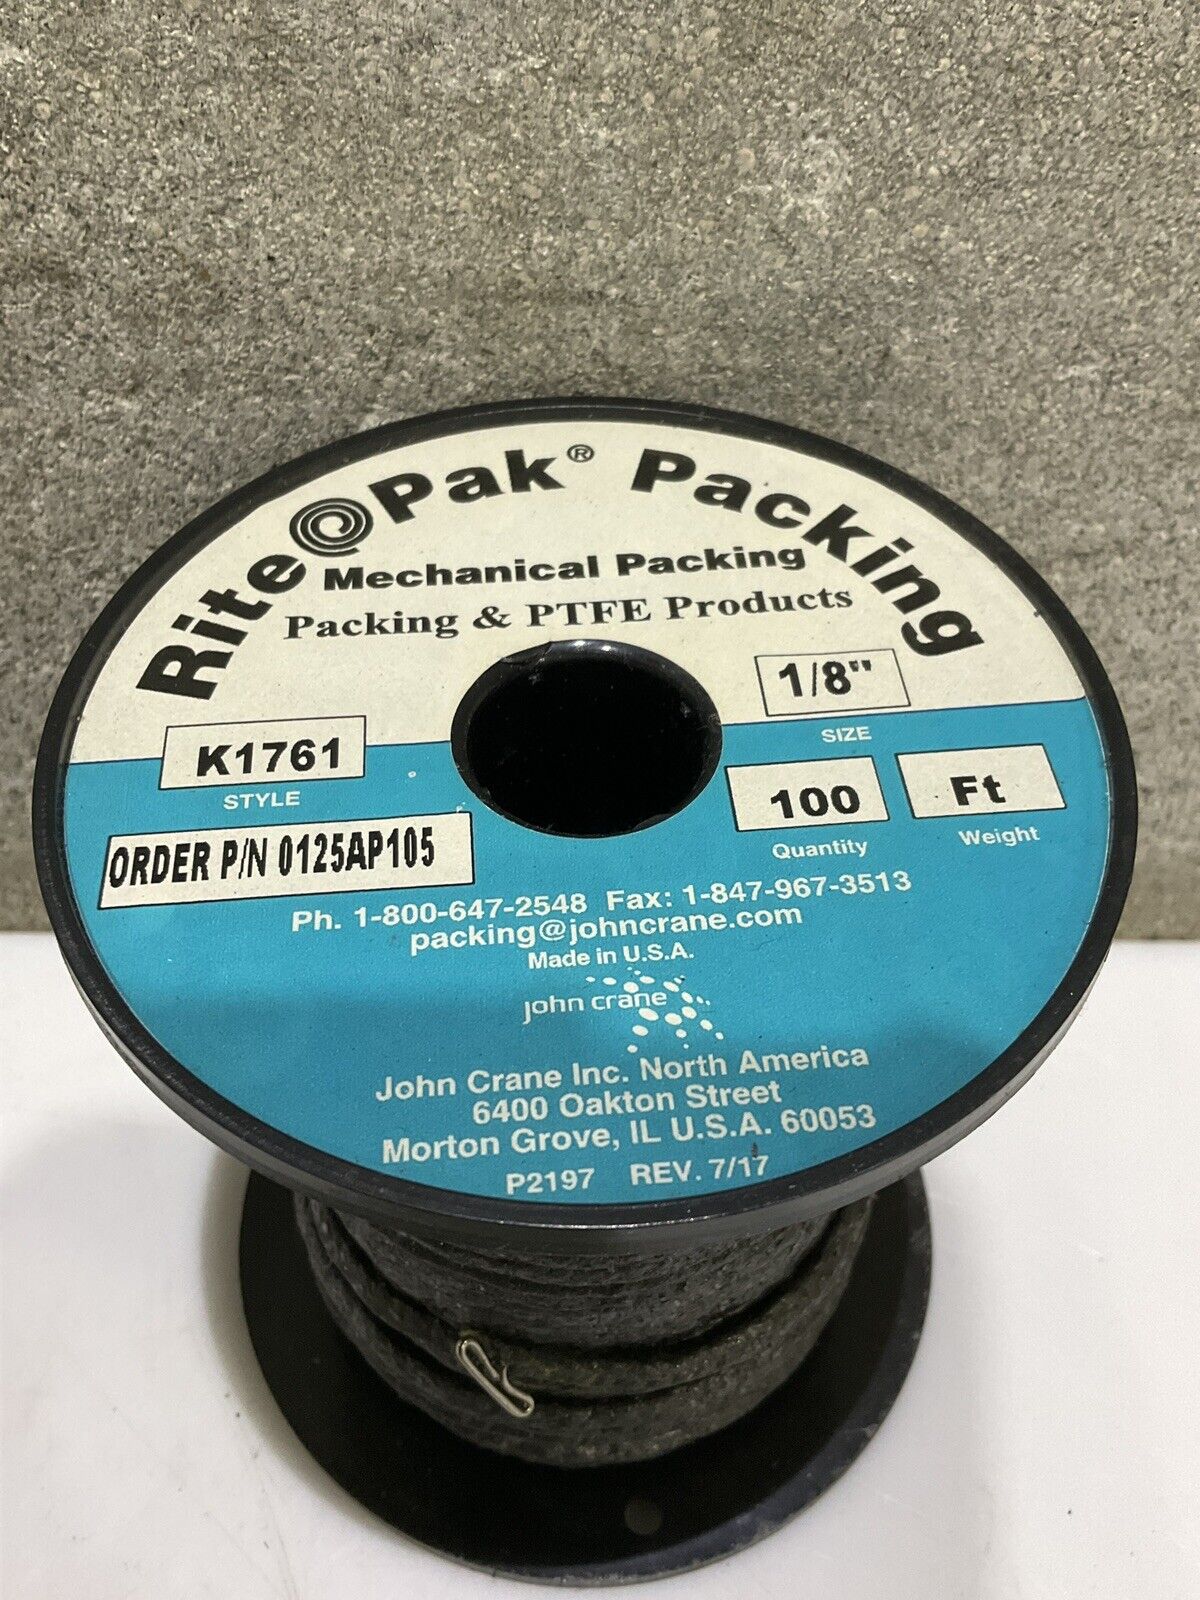 Rite Pak® Packing
Mechanical Packing
Packing & PTFE Products
1/8"
SIZE
K1761
STYLE
100
Quantity
Ft
Weight
ORDER P/N 0125AP105
Ph. 1-800-647-2548 Fax: 1-847-967-3513
packing@johncrane.com
Made in U.S.A.
john crane
John Crane Inc. North America
6400 Oakton Street
Morton Grove, IL U.S.A. 60053
P2197 REV. 7/17